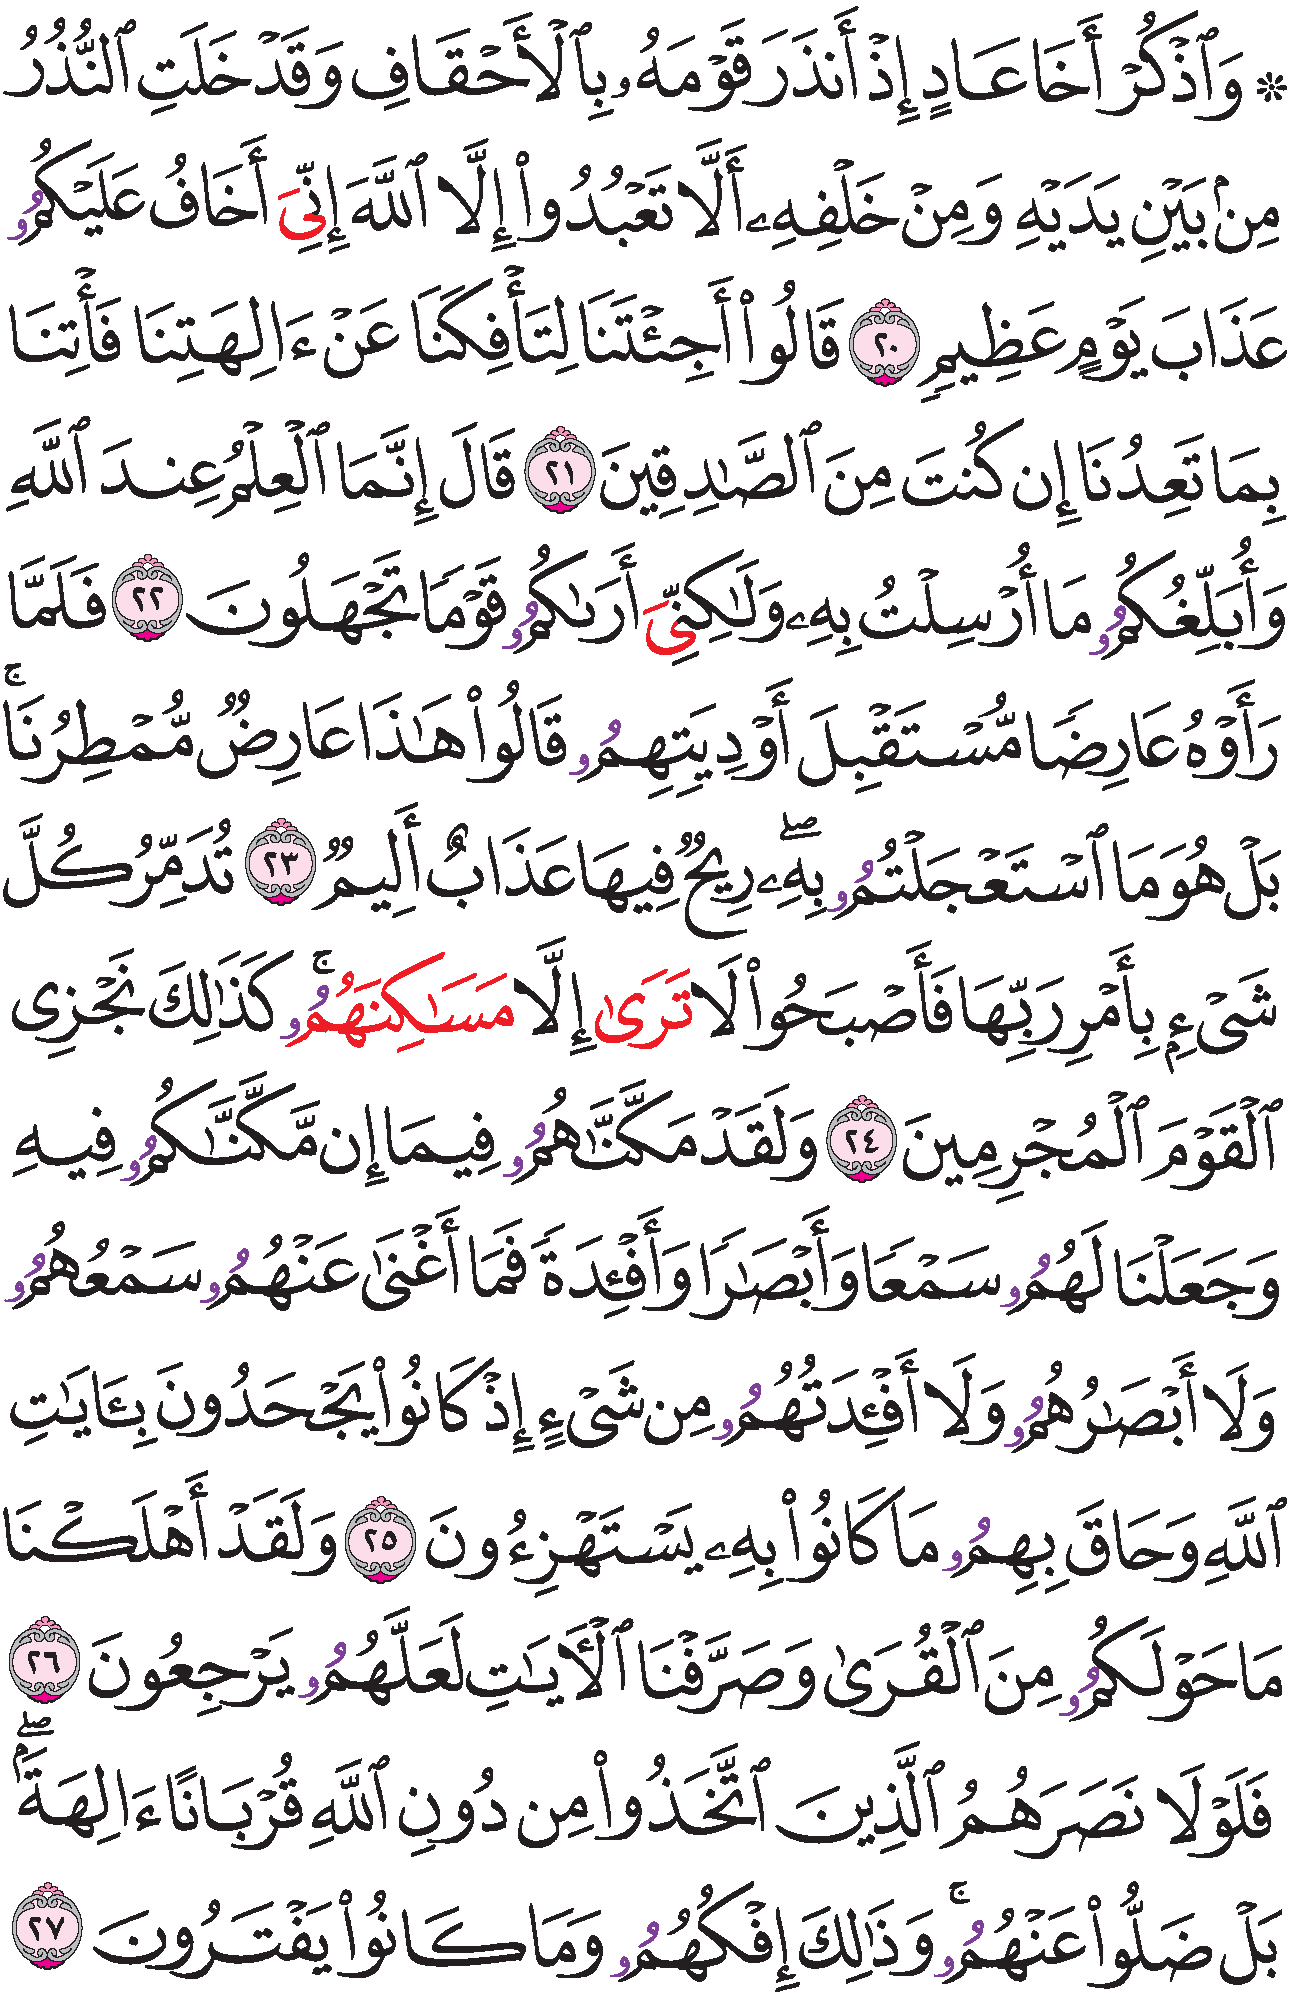 ۞ وَٱذۡكُرۡ أَخَا عَادٍ إِذۡ أَنذَرَ قَوۡمَهُۥ بِٱلۡأَحۡقَافِ وَقَدۡ خَلَتِ ٱلنُّذُرُ
مِنۢ بَيۡنِ يَدَيۡهِ وَمِنۡ خَلۡفِهِۦ أَلَّا تَعۡبُدُواْ إِلَّا ٱللَّهَ إِنِّيَ أَخَافُ عَلَيۡكُمُۥ
عَذَابَ يَوۡمٍ عَظِيمٖ ٢٠ قَالُواْ أَجِئۡتَنَا لِتَأۡفِكَنَا عَنۡ ءَالِهَتِنَا فَأۡتِنَا
بِمَا تَعِدُنَا إِن كُنتَ مِنَ ٱلصَّٰدِقِينَ ٢١ قَالَ إِنَّمَا ٱلۡعِلۡمُ عِندَ ٱللَّهِ
وَأُبَلِّغُكُمُۥ مَا أُرۡسِلۡتُ بِهِۦ وَلَٰكِنِّيَ أَرَىٰكُمُۥ قَوۡمٗا تَجۡهَلُونَ ٢٢ فَلَمَّا
رَأَوۡهُ عَارِضٗا مُّسۡتَقۡبِلَ أَوۡدِيَتِهِمُۥ قَالُواْ هَٰذَا عَارِضٞ مُّمۡطِرُنَاۚ
بَلۡ هُوَ مَا ٱسۡتَعۡجَلۡتُمُۥ بِهِۦۖ رِيحٞ فِيهَا عَذَابٌ أَلِيمٞ ٢٣ تُدَمِّرُ كُلَّ
شَيۡءِۭ بِأَمۡرِ رَبِّهَا فَأَصۡبَحُواْ لَا تَرَىٰ إِلَّا مَسَٰكِنَهُمُۥۚ كَذَٰلِكَ نَجۡزِي
ٱلۡقَوۡمَ ٱلۡمُجۡرِمِينَ ٢٤ وَلَقَدۡ مَكَّنَّٰهُمُۥ فِيمَا إِن مَّكَّنَّٰكُمُۥ فِيهِ
وَجَعَلۡنَا لَهُمُۥ سَمۡعٗا وَأَبۡصَٰرٗا وَأَفۡـِٔدَةٗ فَمَا أَغۡنَىٰ عَنۡهُمُۥ سَمۡعُهُمُۥ
وَلَا أَبۡصَٰرُهُمُۥ وَلَا أَفۡـِٔدَتُهُمُۥ مِن شَيۡءٍ إِذۡ كَانُواْ يَجۡحَدُونَ بِـَٔايَٰتِ
ٱللَّهِ وَحَاقَ بِهِمُۥ مَا كَانُواْ بِهِۦ يَسۡتَهۡزِءُونَ ٢٥ وَلَقَدۡ أَهۡلَكۡنَا
مَا حَوۡلَكُمُۥ مِنَ ٱلۡقُرَىٰ وَصَرَّفۡنَا ٱلۡأٓيَٰتِ لَعَلَّهُمُۥ يَرۡجِعُونَ ٢٦
فَلَوۡلَا نَصَرَهُمُ ٱلَّذِينَ ٱتَّخَذُواْ مِن دُونِ ٱللَّهِ قُرۡبَانًا ءَالِهَةَۢۖ
بَلۡ ضَلُّواْ عَنۡهُمُۥۚ وَذَٰلِكَ إِفۡكُهُمُۥ وَمَا كَانُواْ يَفۡتَرُونَ ٢٧